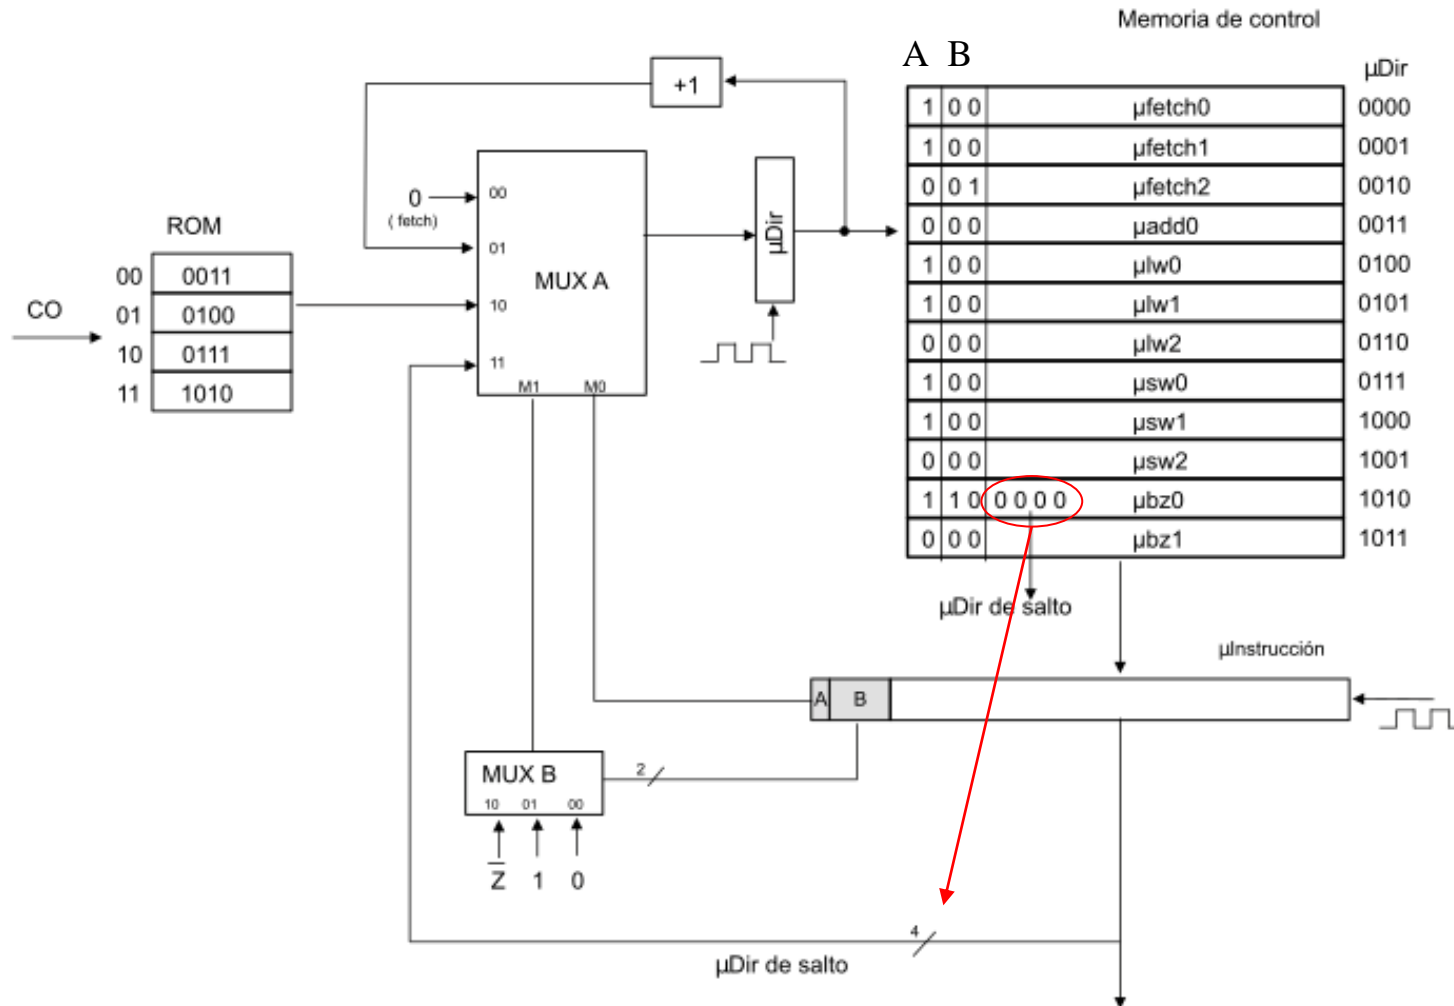 Memoria de control
A B
µDir
+1
1 0 0 µfetch0 0000
1 0 0 µfetch1 0001
0 0 1 µfetch2 0010
0 0 0 µadd0 0011
1 0 0 µlw0 0100
1 0 0 µlw1 0101
0 0 0 µlw2 0110
1 0 0 µsw0 0111
1 0 0 µsw1 1000
0 0 0 µsw2 1001
1 1 0 0 0 0 0 µbz0 1010
0 0 0 µbz1 1011
0
( fetch)
00
01
10
11
MUX A
M1 M0
µDir
ROM
CO
00 0011
01 0100
10 0111
11 1010
µDir de salto
µInstrucción
A B
MUX B
10 01 00
2
Z̅ 1 0
4
µDir de salto